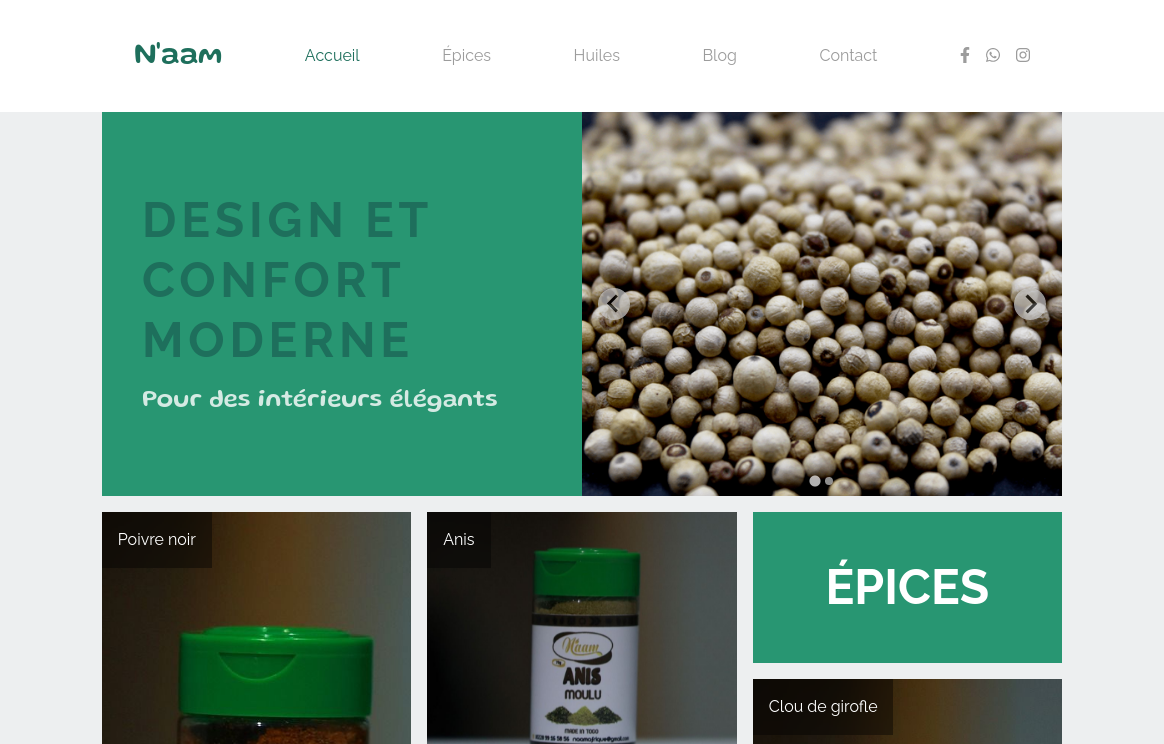 N'aam
Accueil
Épices
Huiles
Blog
Contact
DESIGN ET
CONFORT
MODERNE
Pour des intérieurs élégants
Poivre noir
Anis
ÉPICES
N'aam
ANIS
MOULU
MADE IN TOGO
Clou de girofle